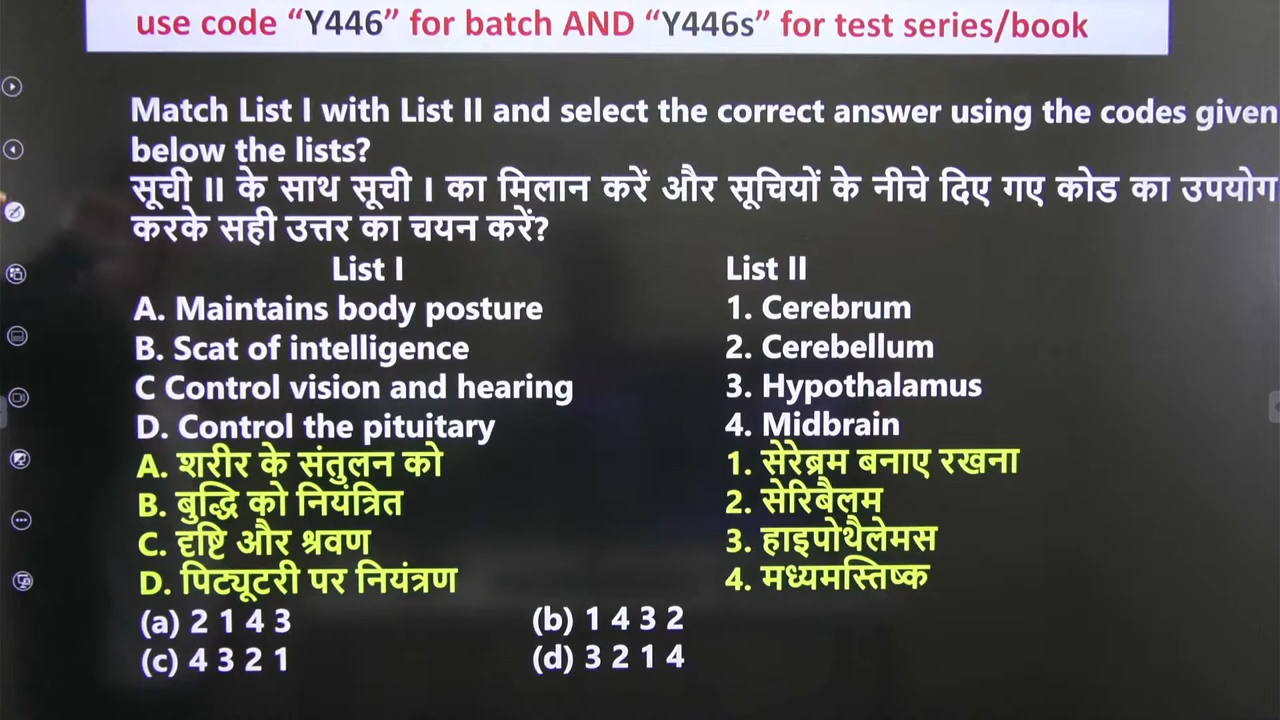 use code “Y446” for batch AND “Y446s” for test series/book
Match List I with List II and select the correct answer using the codes given
below the lists?
सूची II के साथ सूची I का मिलान करें और सूचियों के नीचे दिए गए कोड का उपयोग
करके सही उत्तर का चयन करें?
List I List II
A. Maintains body posture 1. Cerebrum
B. Scat of intelligence 2. Cerebellum
C Control vision and hearing 3. Hypothalamus
D. Control the pituitary 4. Midbrain
A. शरीर के संतुलन को 1. सेरेब्रम बनाए रखना
B. बुद्धि को नियंत्रित 2. सेरिबैलम
C. दृष्टि और श्रवण 3. हाइपोथैलेमस
D. पिट्यूटरी पर नियंत्रण 4. मध्यमस्तिष्क
(a) 2 1 4 3 (b) 1 4 3 2
(c) 4 3 2 1 (d) 3 2 1 4